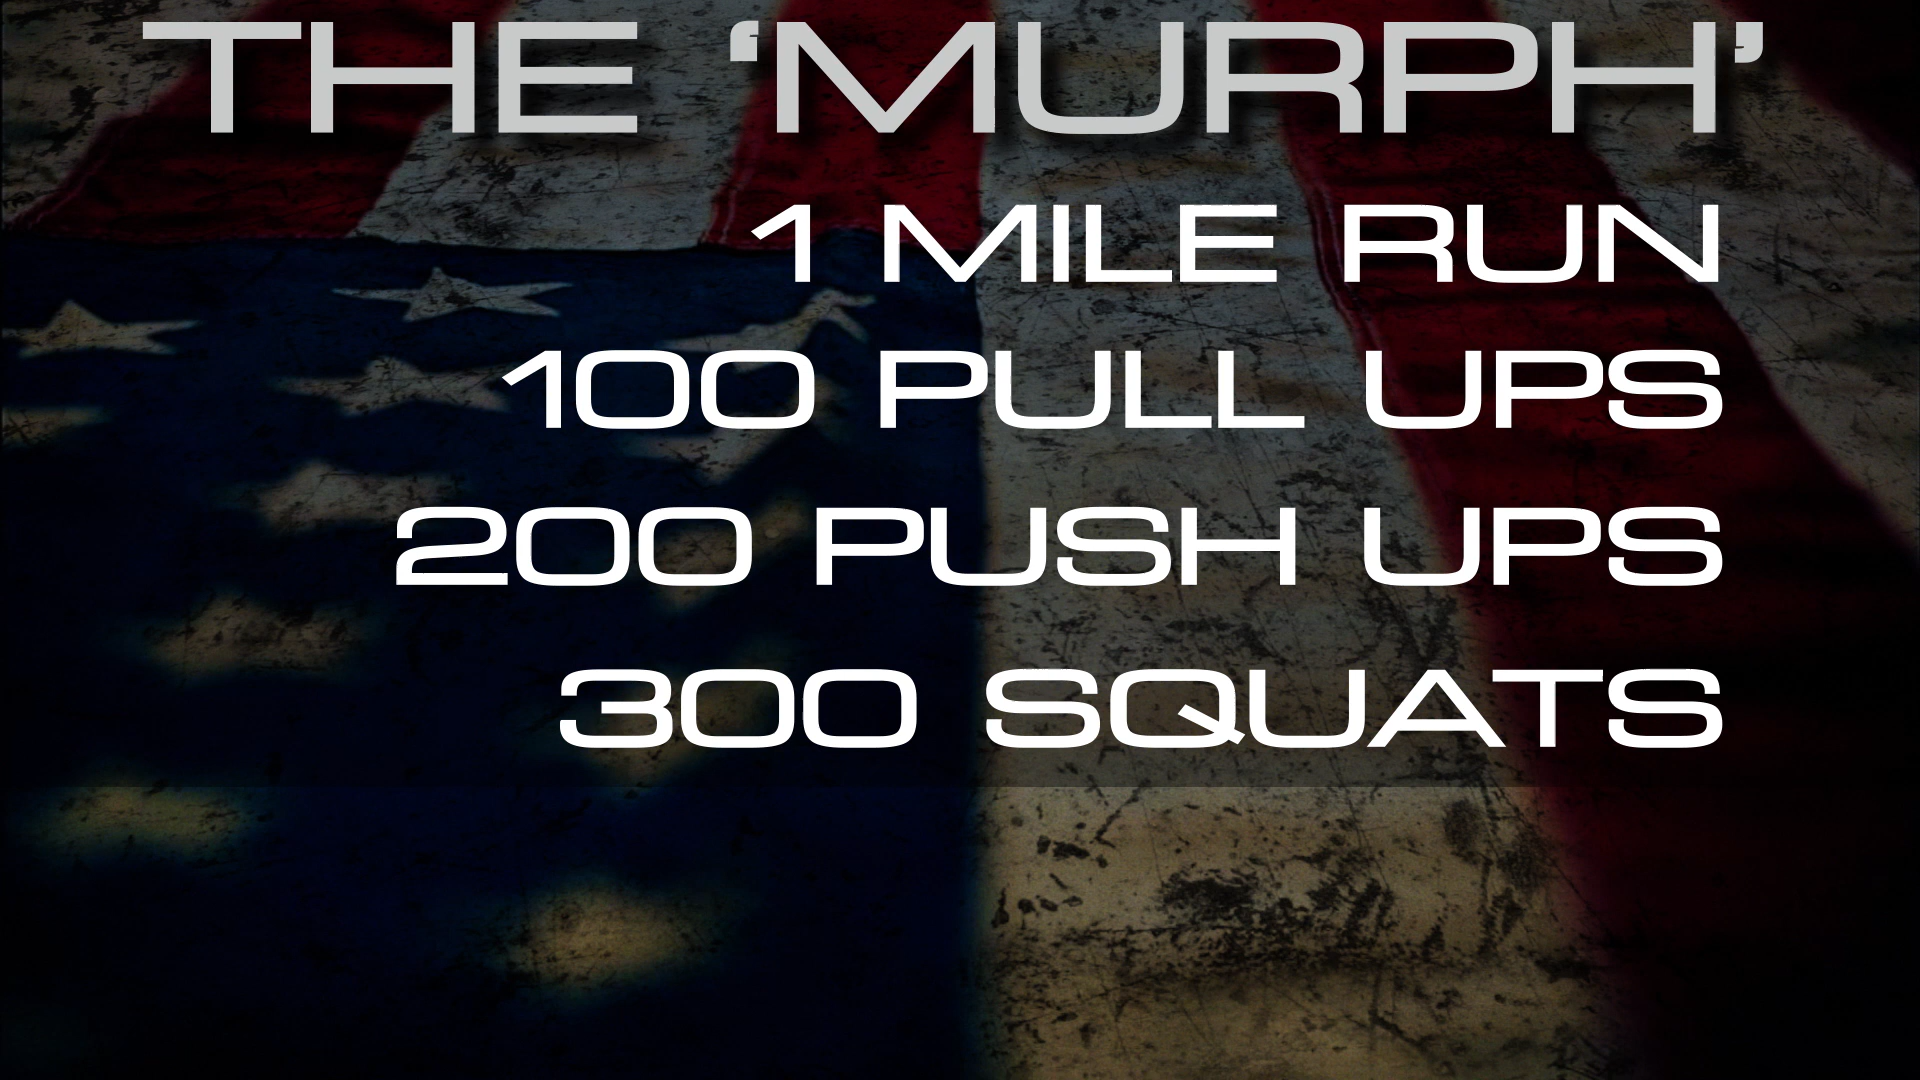 THE ‘MURPH’
1 MILE RUN
100 PULL UPS
200 PUSH UPS
300 SQUATS